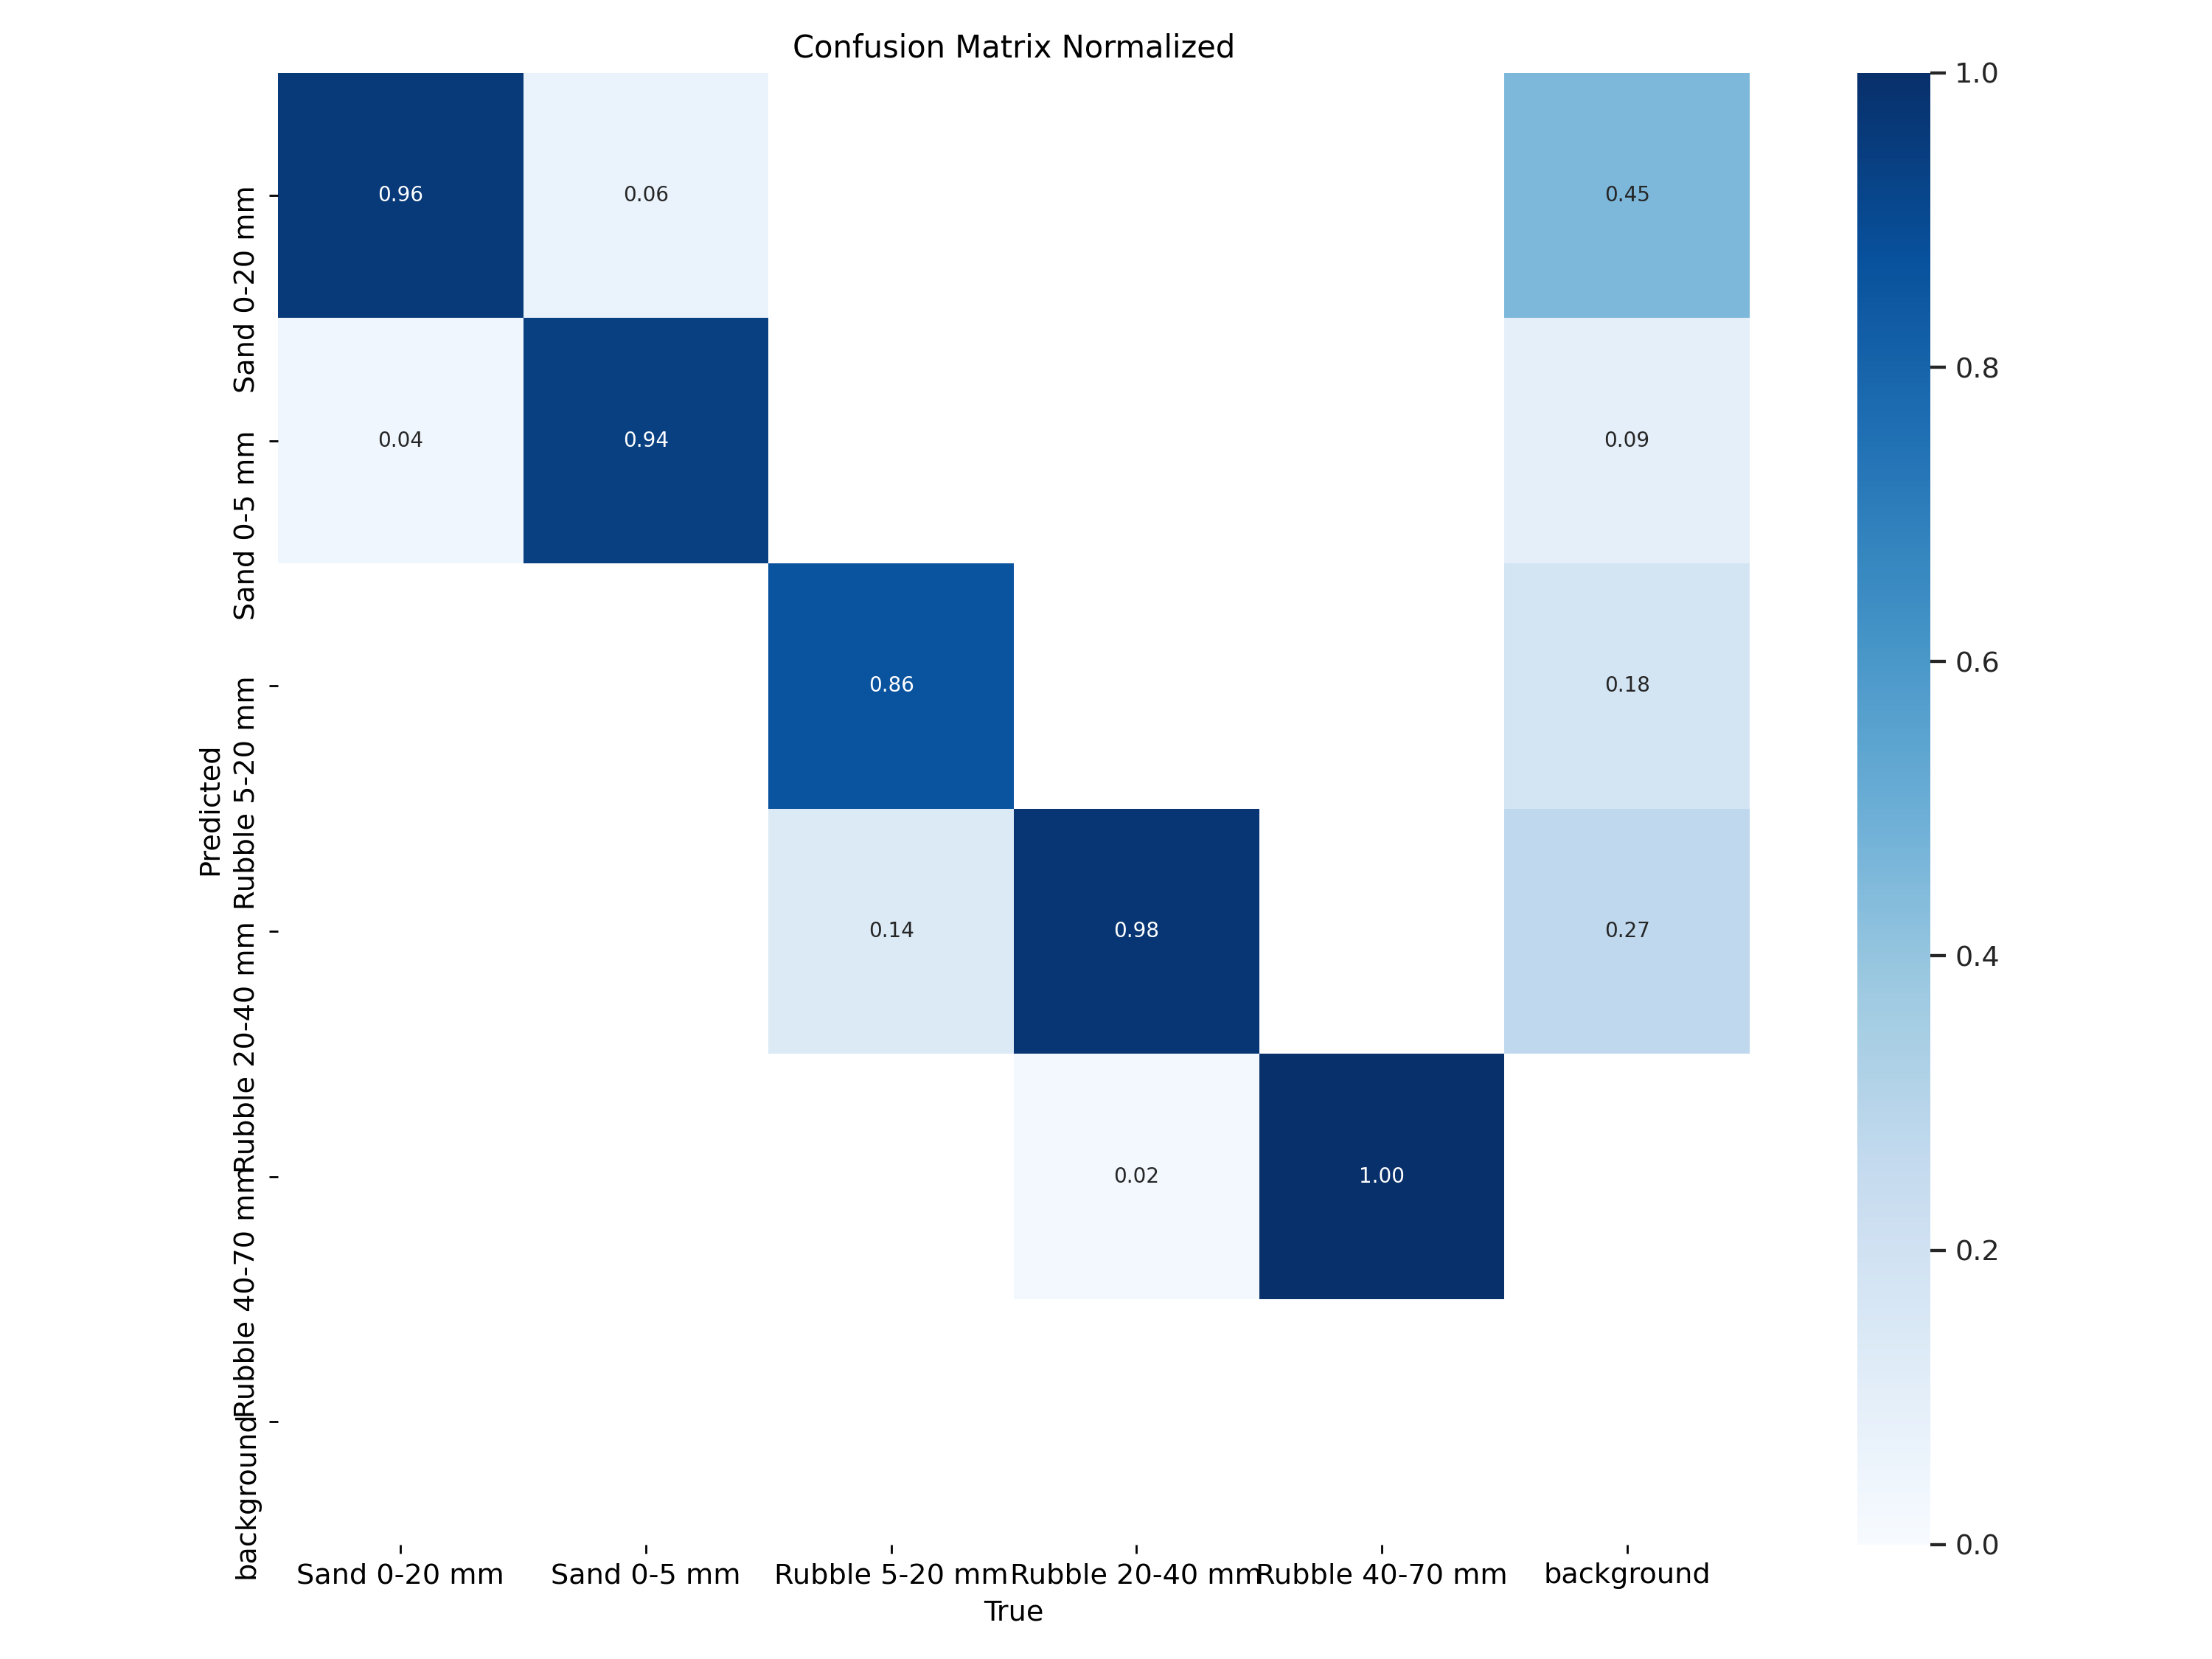 Confusion Matrix Normalized
Predicted
Sand 0-20 mm
0.96
0.06
0.45
Sand 0-5 mm
0.04
0.94
0.09
Rubble 5-20 mm
0.86
0.18
Rubble 20-40 mm
0.14
0.98
0.27
Rubble 40-70 mm
0.02
1.00
background
Sand 0-20 mm
Sand 0-5 mm
Rubble 5-20 mm
Rubble 20-40 mm
Rubble 40-70 mm
background
True
1.0
0.8
0.6
0.4
0.2
0.0